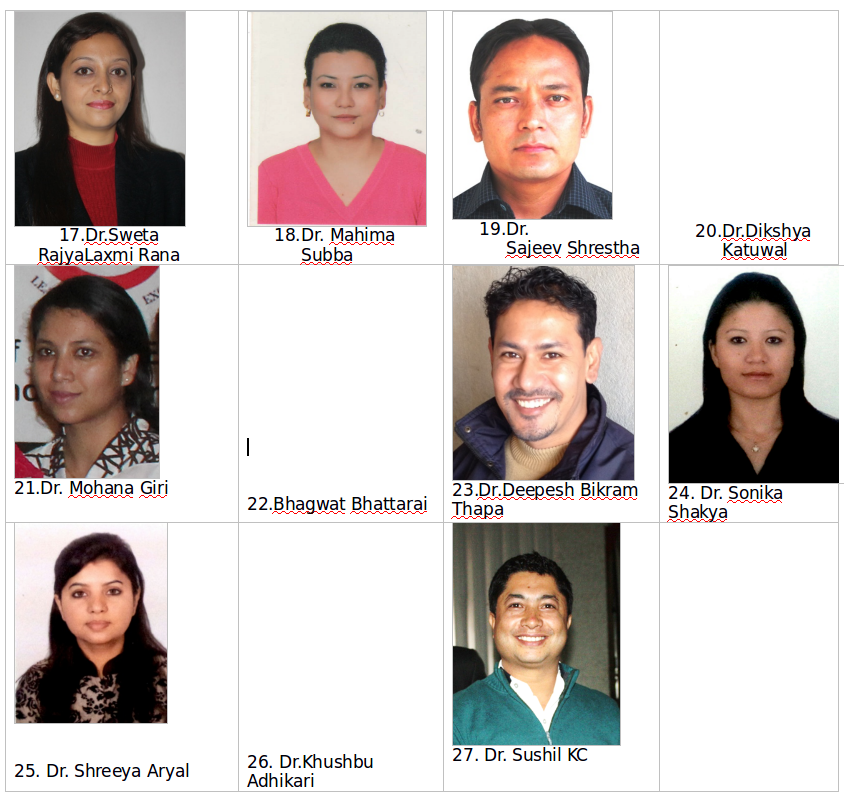 17.Dr.Sweta
RajyaLaxmi Rana
18.Dr. Mahima
Subba
19.Dr.
Sajeev Shrestha
20.Dr.Dikshya
Katuwal
21.Dr. Mohana Giri
22.Bhagwat Bhattarai
23.Dr.Deepesh Bikram
Thapa
24. Dr. Sonika
Shakya
25. Dr. Shreeya Aryal
26. Dr.Khushbu
Adhikari
27. Dr. Sushil KC